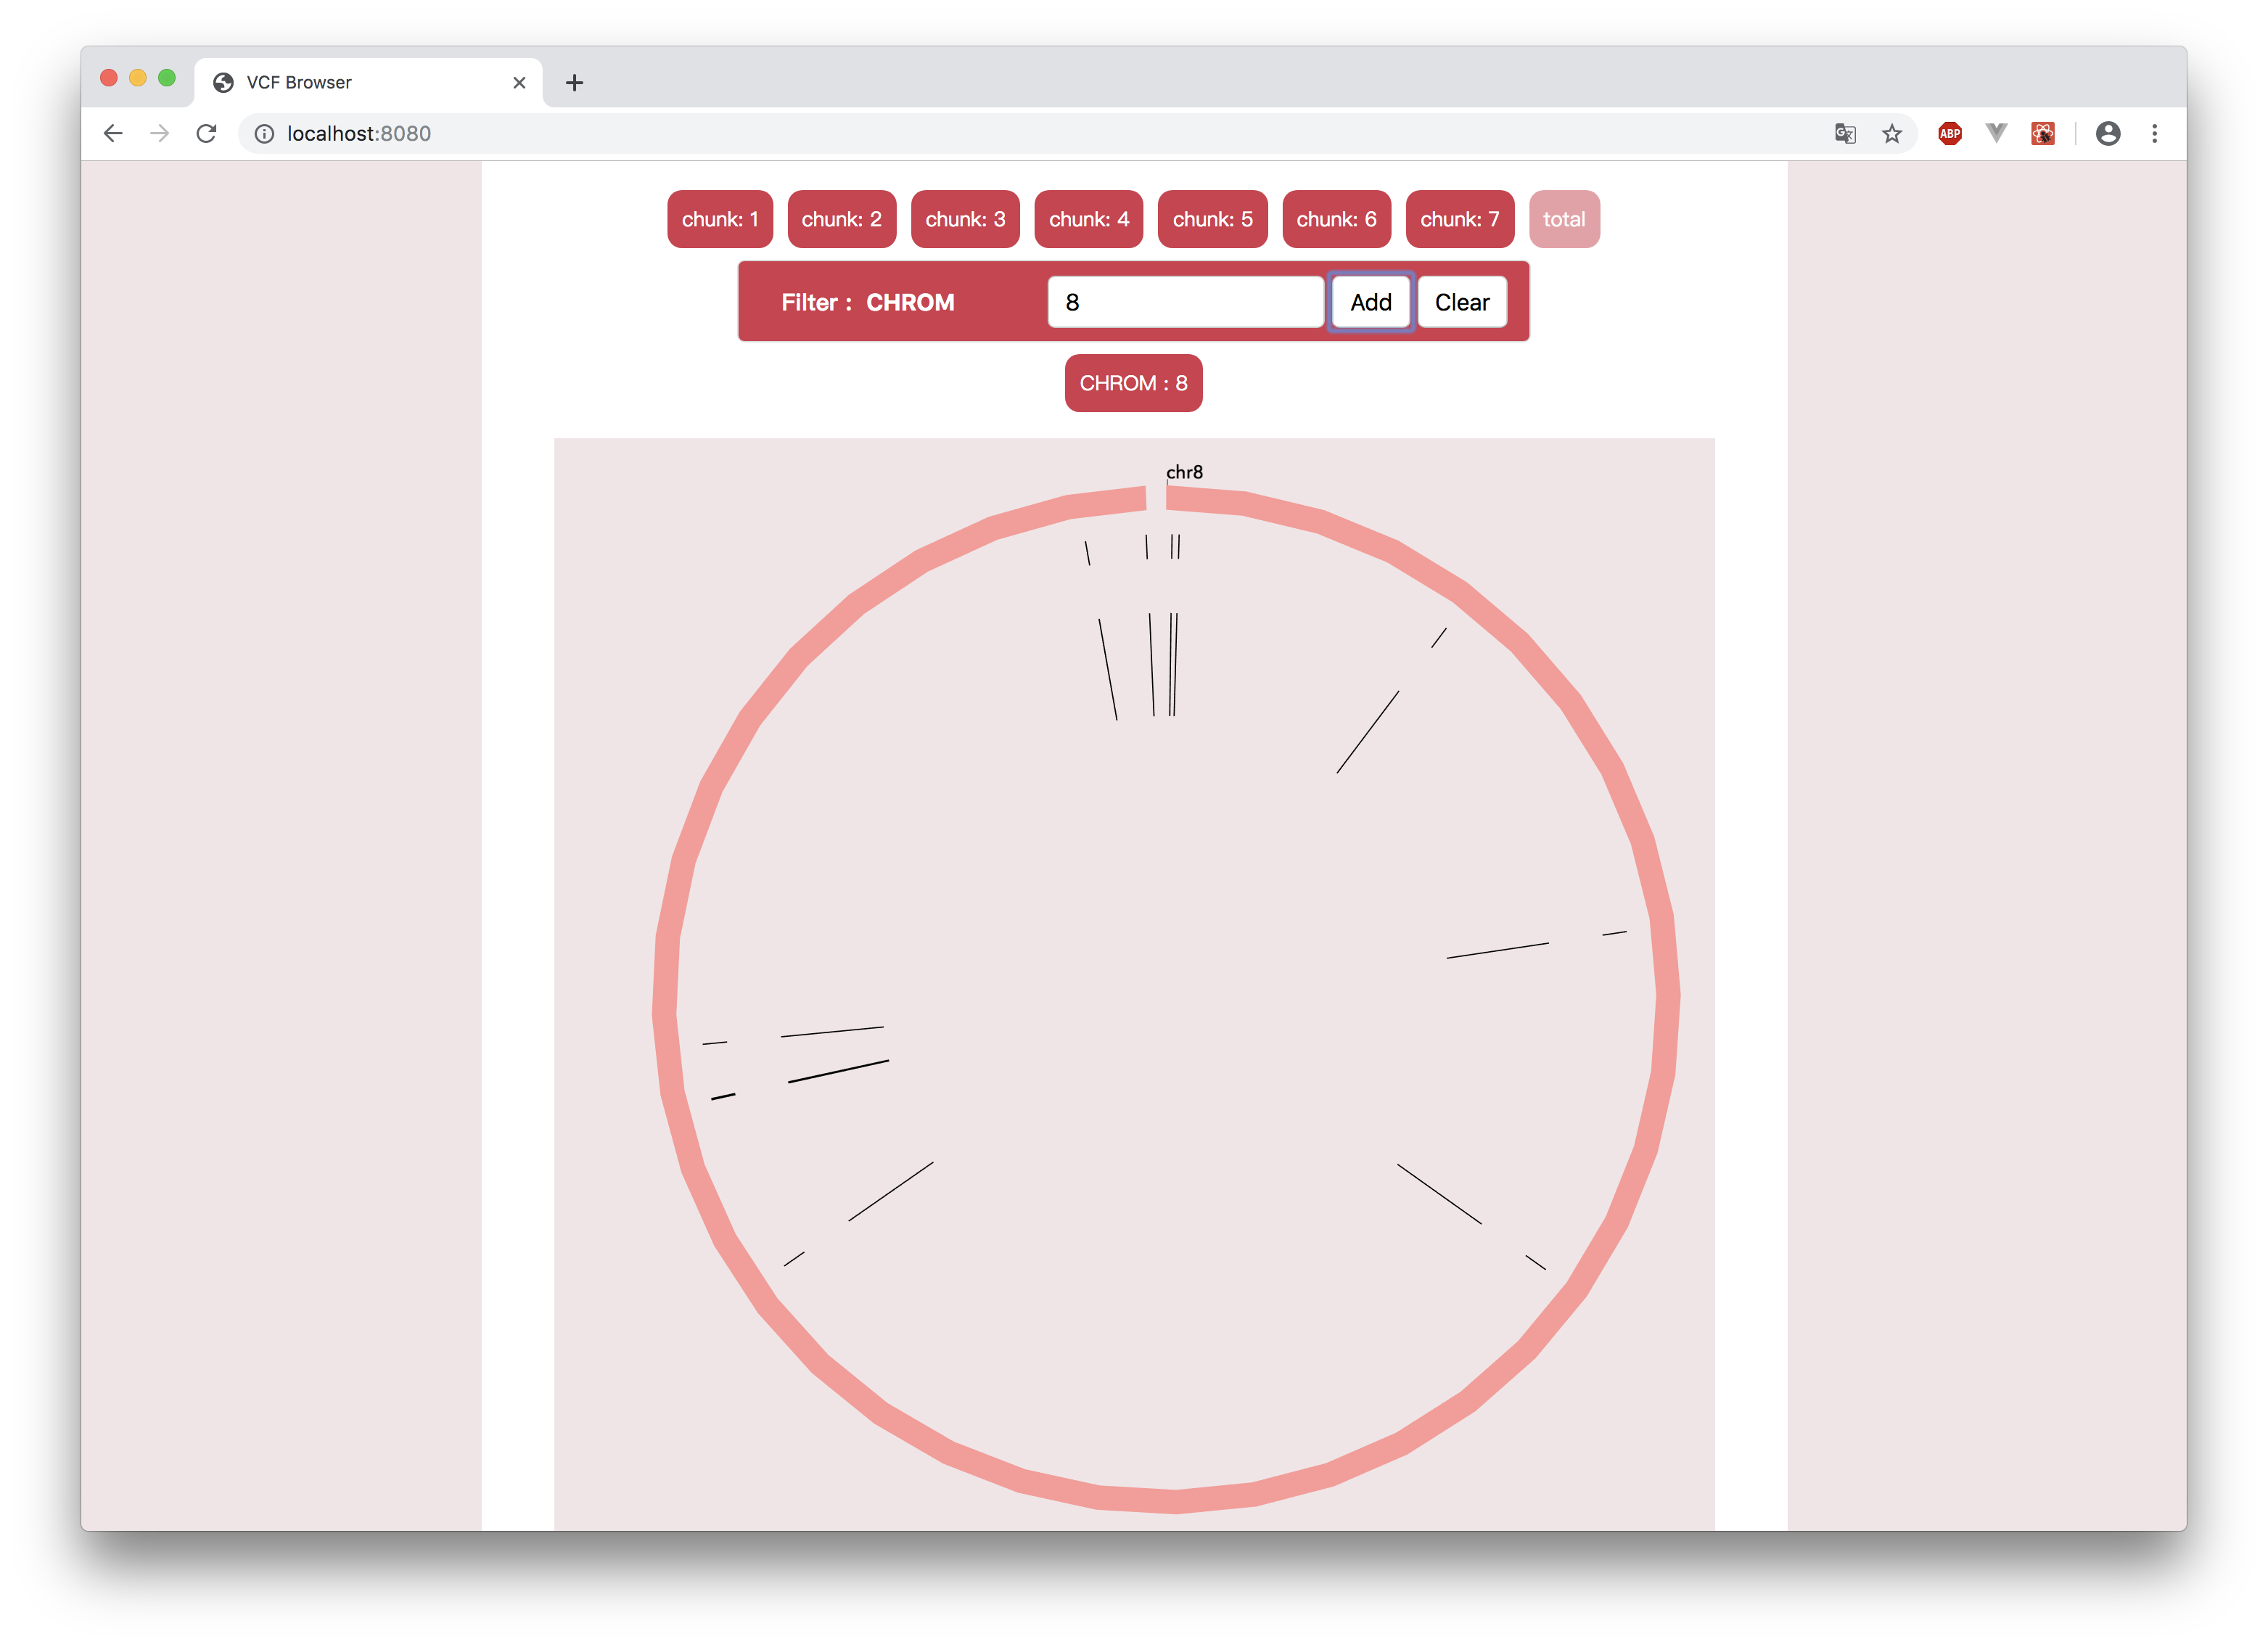 VCF Browser
localhost:8080
ABP
chunk: 1 chunk: 2 chunk: 3 chunk: 4 chunk: 5 chunk: 6 chunk: 7 total
Filter : CHROM 8 Add Clear
CHROM : 8
chr8